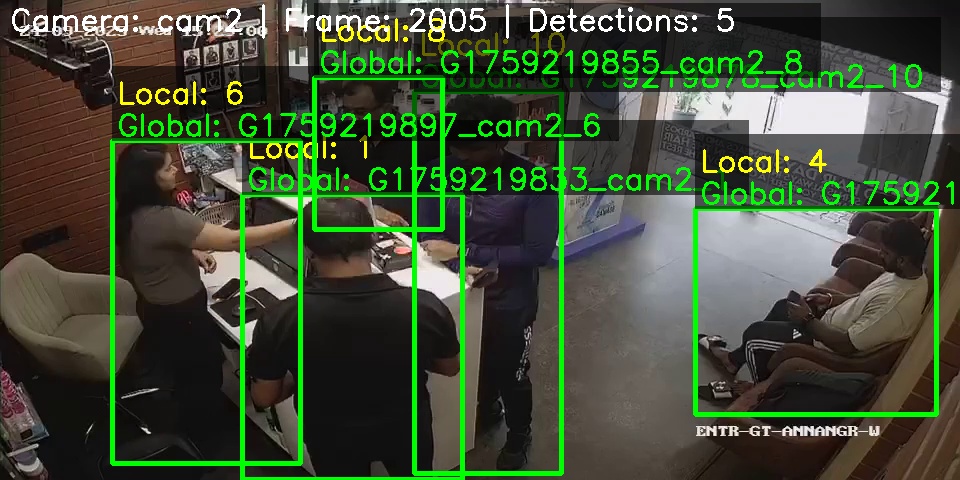 Camera: cam2 | Frame: 2005 | Detections: 5
Local: 8
Local: 10
Global: G1759219855_cam2_8
Local: 6
Global: G1759219897_cam2_6
Local: 1
Global: G1759219833_cam2
Local: 4
Global: G175921
ENTR-GT-ANNANGR-W